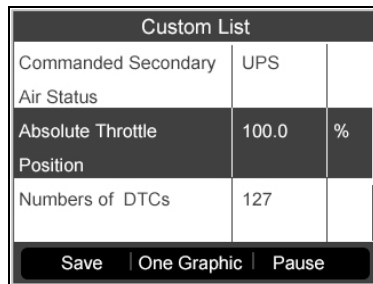 Custom List
Commanded Secondary UPS
Air Status
Absolute Throttle 100.0 %
Position
Numbers of DTCs 127
Save One Graphic Pause